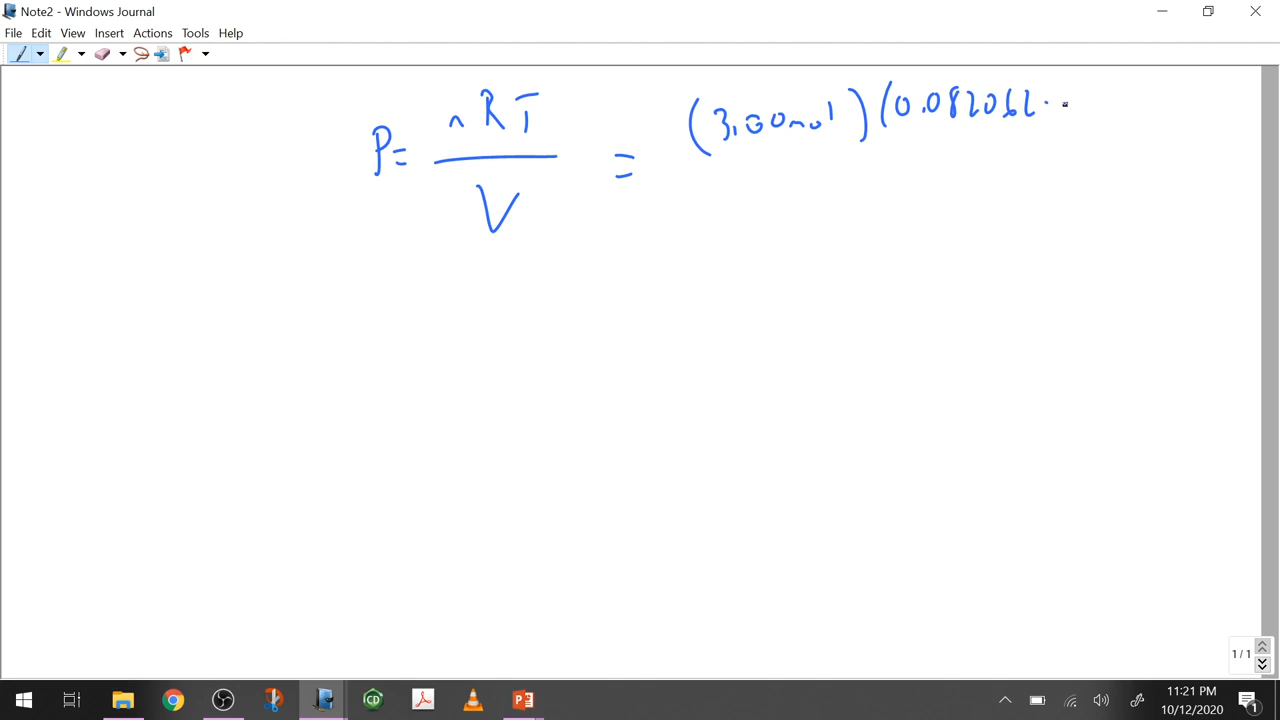 Note2 - Windows Journal
File Edit View Insert Actions Tools Help
P = nRT / V = (3.00 mol) (0.08206 L ·
1 / 1
11:21 PM
10/12/2020
1